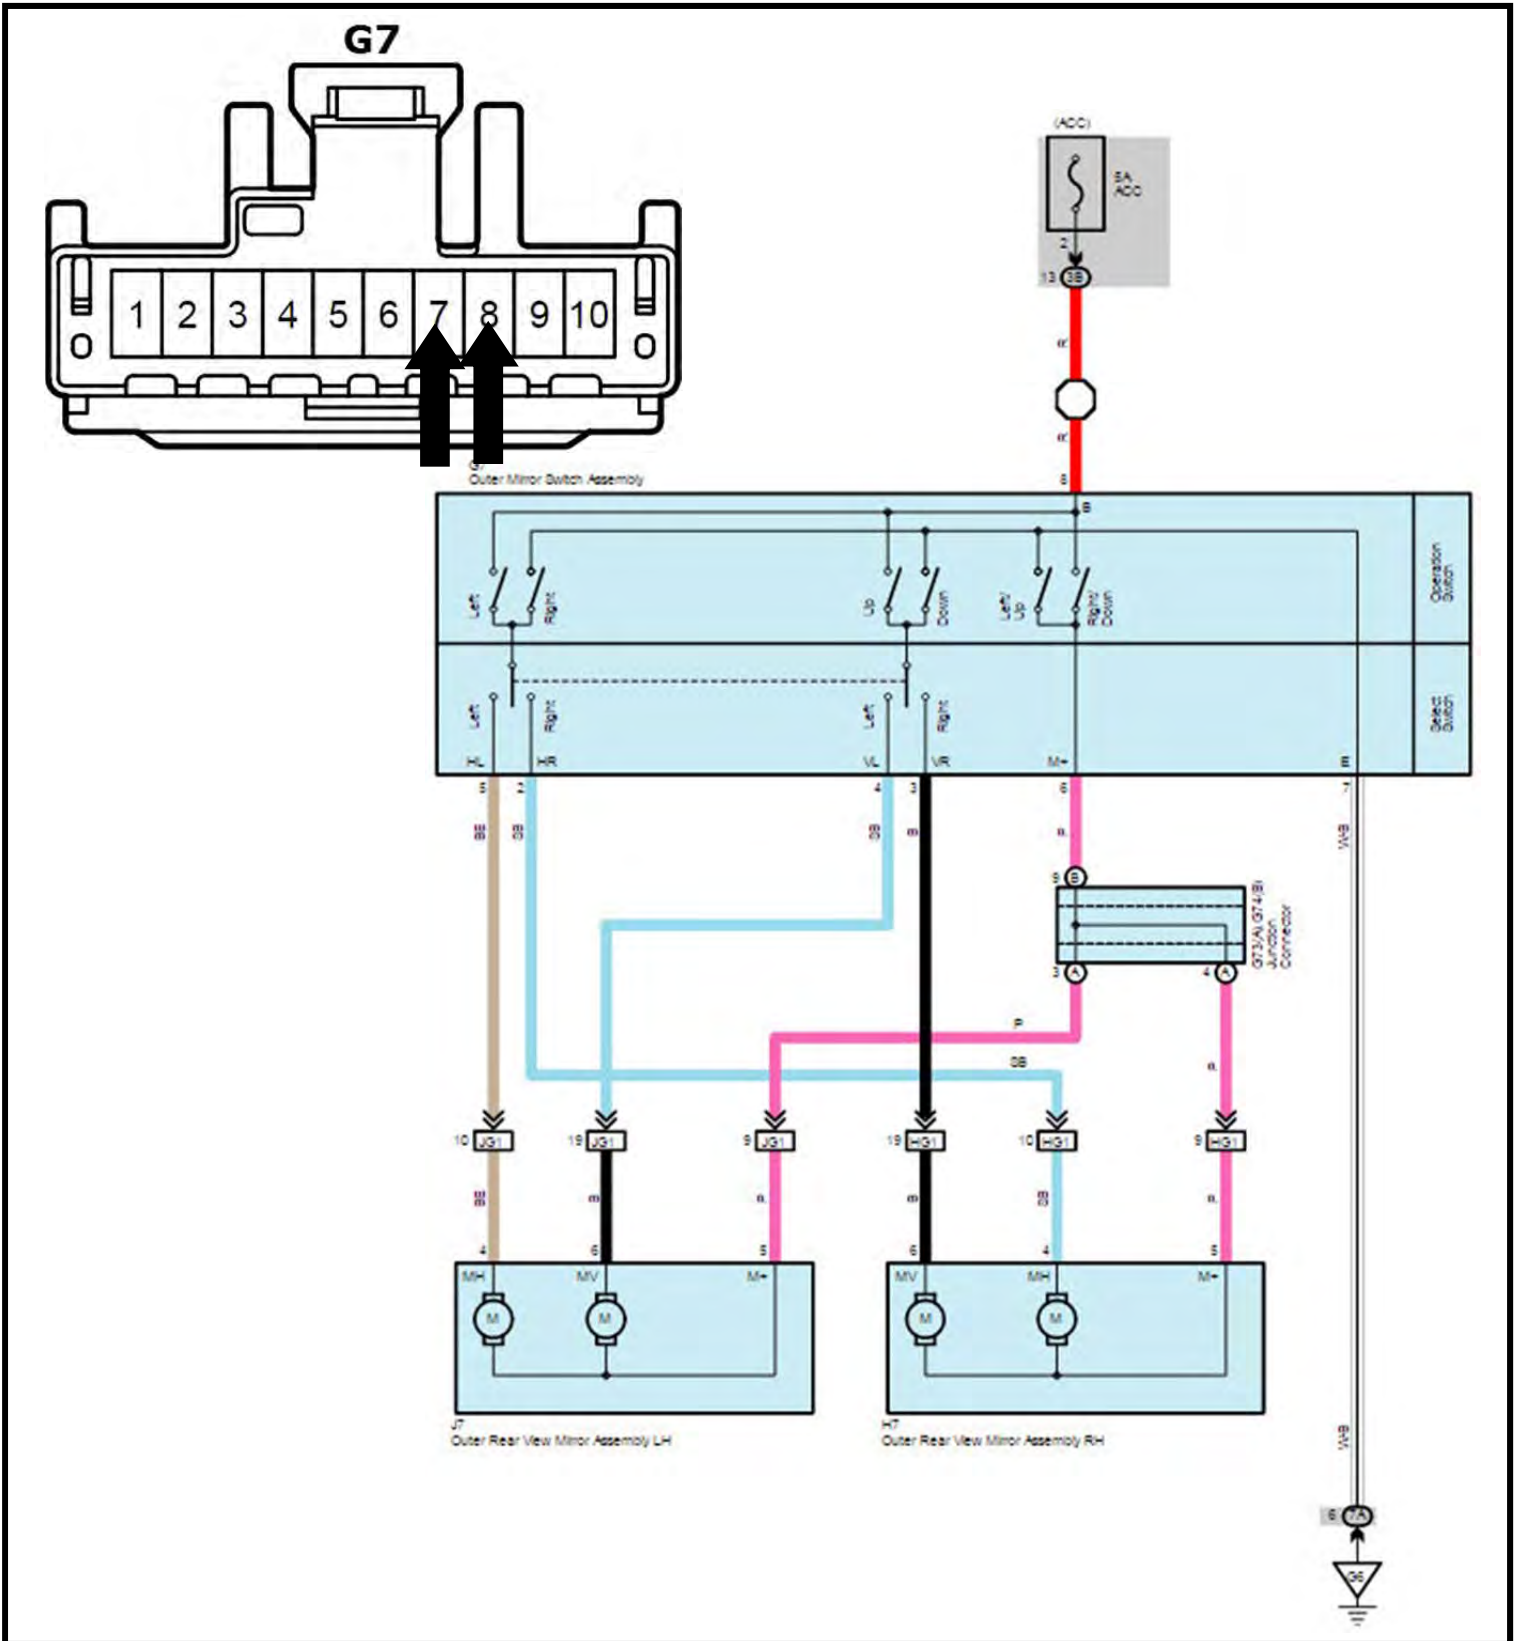 G7
1 2 3 4 5 6 7 8 9 10
(ACC)
5A
ACC
2
13 3B
R
R
8
G7
Outer Mirror Switch Assembly
B
Left
Right
Up
Down
Left/
Up
Right/
Down
Operation
Switch
Left
Right
Left
Right
Select
Switch
HL HR VL VR M+ E
5 2 4 3 6 7
BE SB SB B P W-B
9 B
G73(A) G74(B)
Junction
Connector
3 A 4 A
P
SB
P
10 JG1 19 JG1 9 JG1 19 HG1 10 HG1 9 HG1
BE B P B SB P
4 6 5 6 4 5
MH MV M+ MV MH M+
M M M M
J7
Outer Rear View Mirror Assembly LH
H7
Outer Rear View Mirror Assembly RH
W-B
6 7A
G6